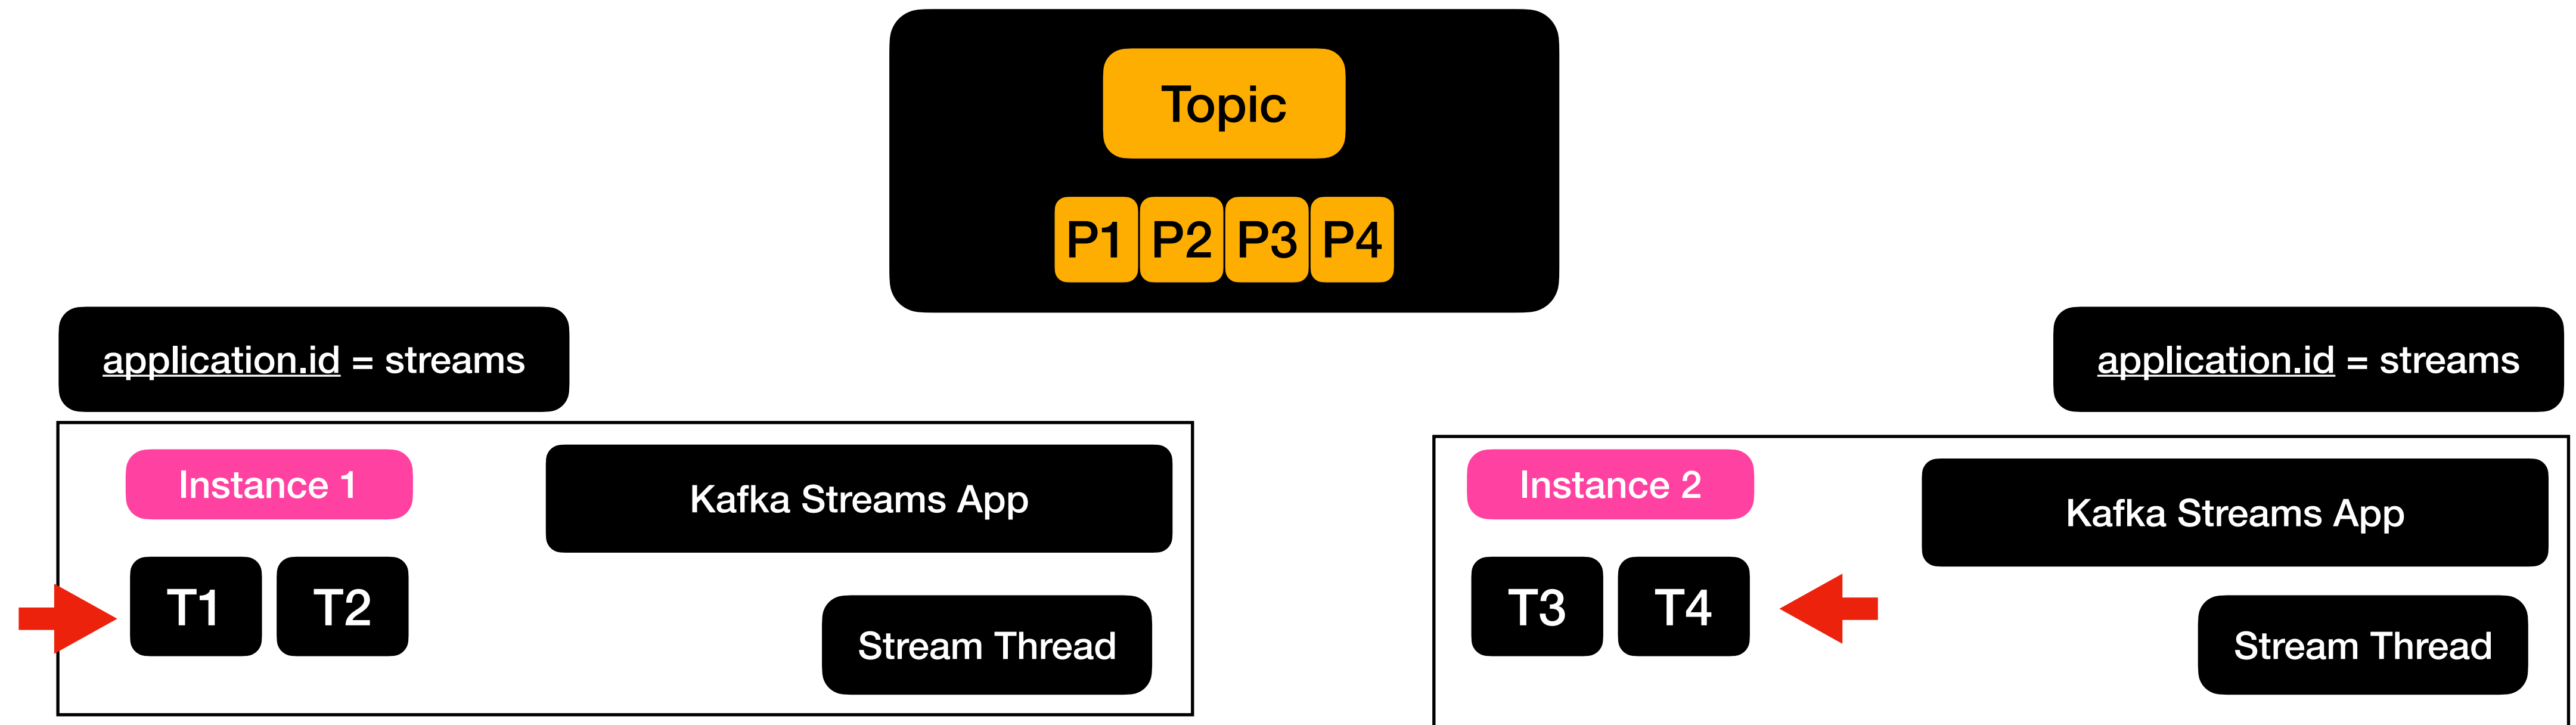 Topic
P1 P2 P3 P4
application.id = streams
application.id = streams
Instance 1
Kafka Streams App
T1 T2
Stream Thread
Instance 2
Kafka Streams App
T3 T4
Stream Thread